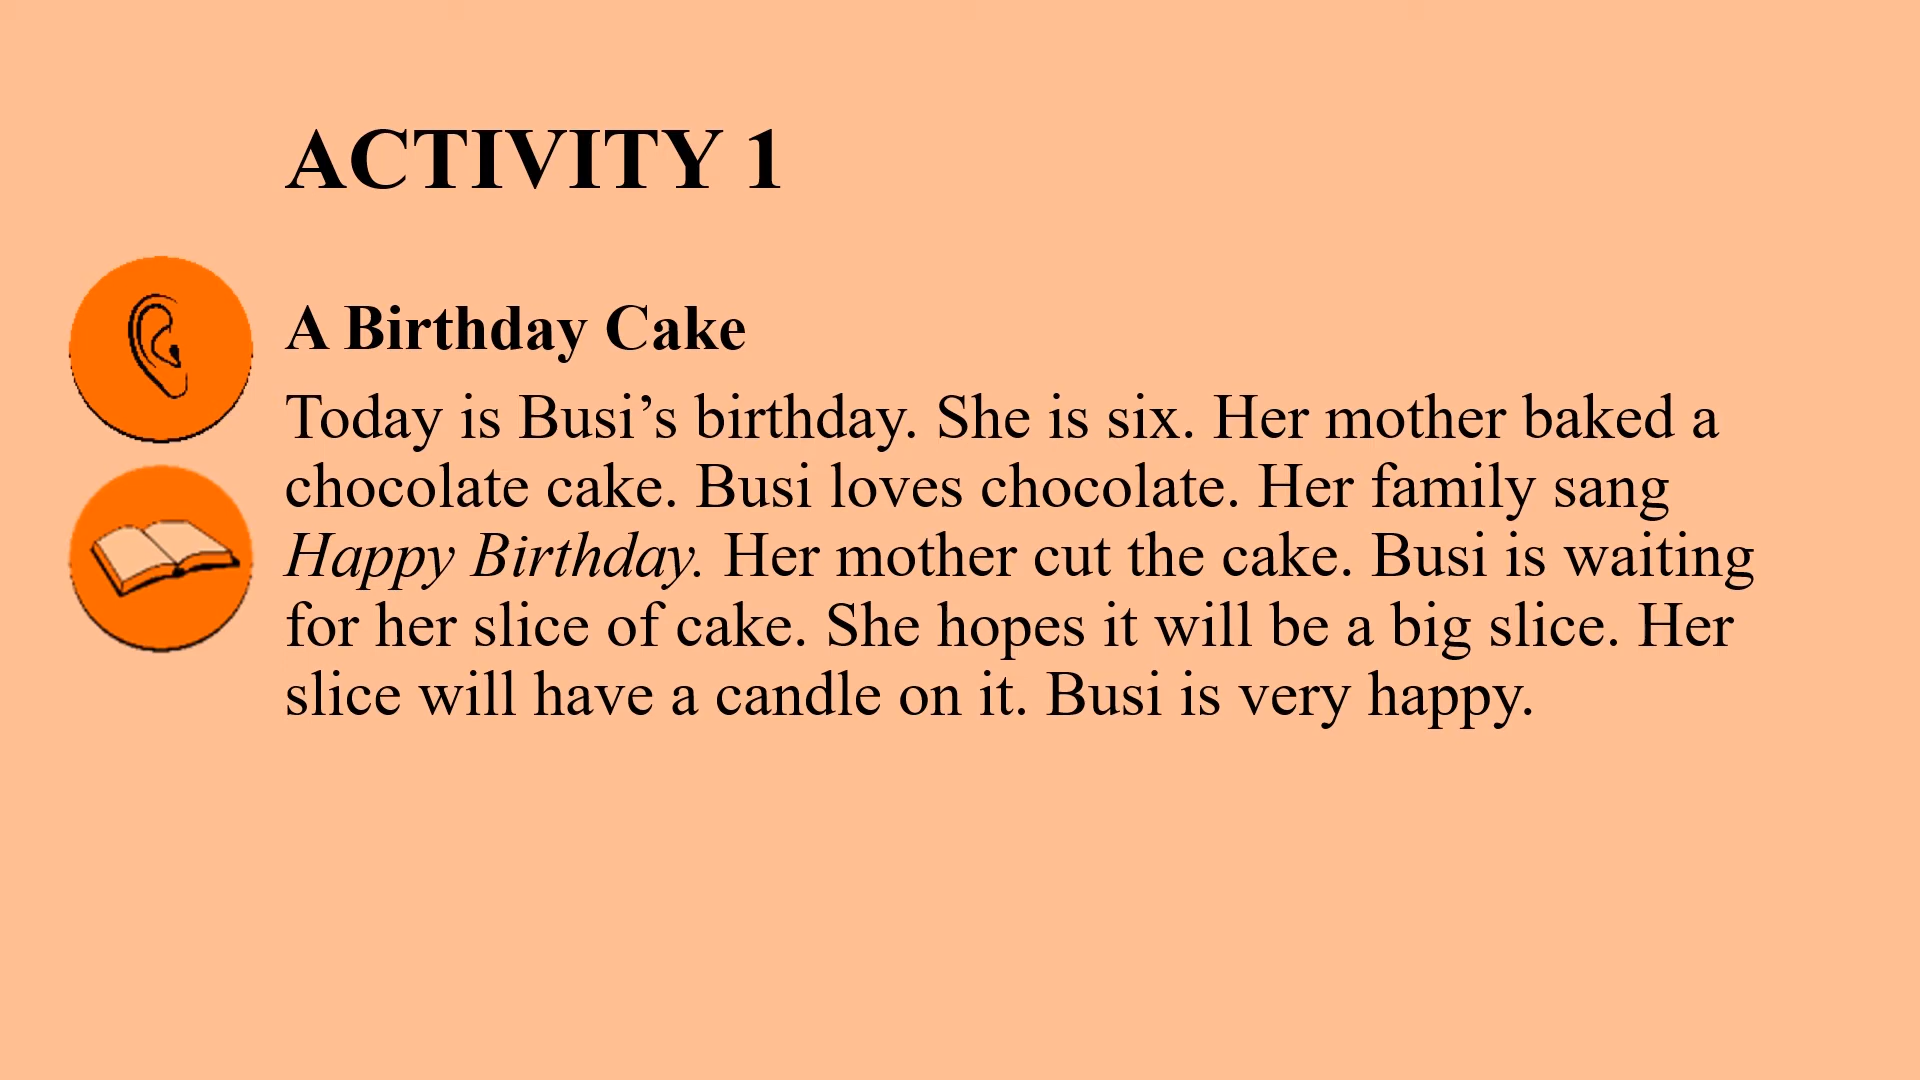 ACTIVITY 1
A Birthday Cake
Today is Busi’s birthday. She is six. Her mother baked a
chocolate cake. Busi loves chocolate. Her family sang
Happy Birthday. Her mother cut the cake. Busi is waiting
for her slice of cake. She hopes it will be a big slice. Her
slice will have a candle on it. Busi is very happy.